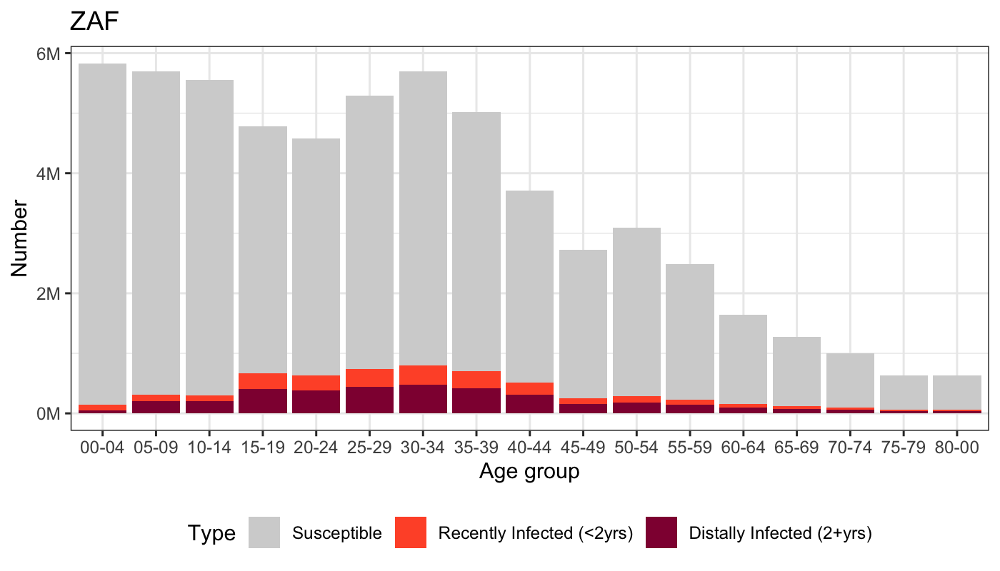 ZAF
6M
4M
2M
0M
Number
00-04 05-09 10-14 15-19 20-24 25-29 30-34 35-39 40-44 45-49 50-54 55-59 60-64 65-69 70-74 75-79 80-00
Age group
Type Susceptible Recently Infected (<2yrs) Distally Infected (2+yrs)